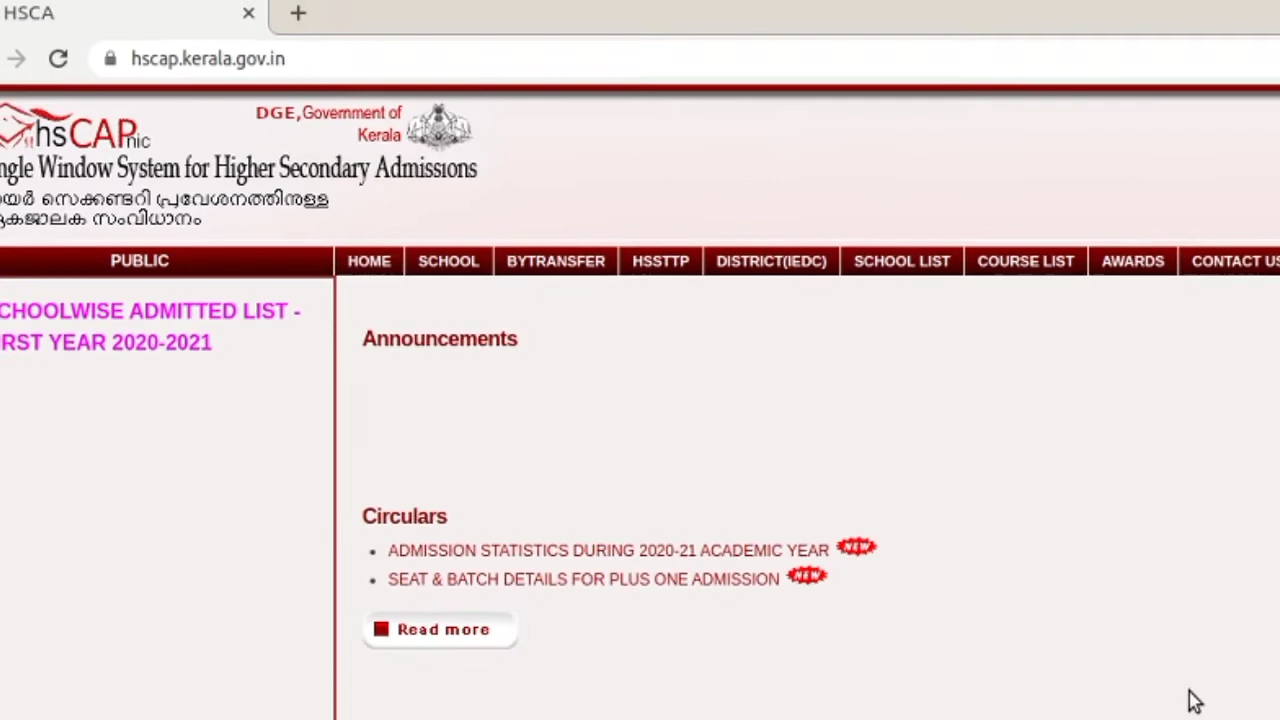 HSCA
hscap.kerala.gov.in
hsCAP nic
DGE,Government of
Kerala
ngle Window System for Higher Secondary Admissions
യർ സെക്കണ്ടറി പ്രവേശനത്തിനുള്ള
ഏകജാലക സംവിധാനം
PUBLIC
HOME SCHOOL BYTRANSFER HSSTTP DISTRICT(IEDC) SCHOOL LIST COURSE LIST AWARDS CONTACT US
CHOOLWISE ADMITTED LIST -
RST YEAR 2020-2021
Announcements
Circulars
ADMISSION STATISTICS DURING 2020-21 ACADEMIC YEAR NEW
SEAT & BATCH DETAILS FOR PLUS ONE ADMISSION NEW
Read more